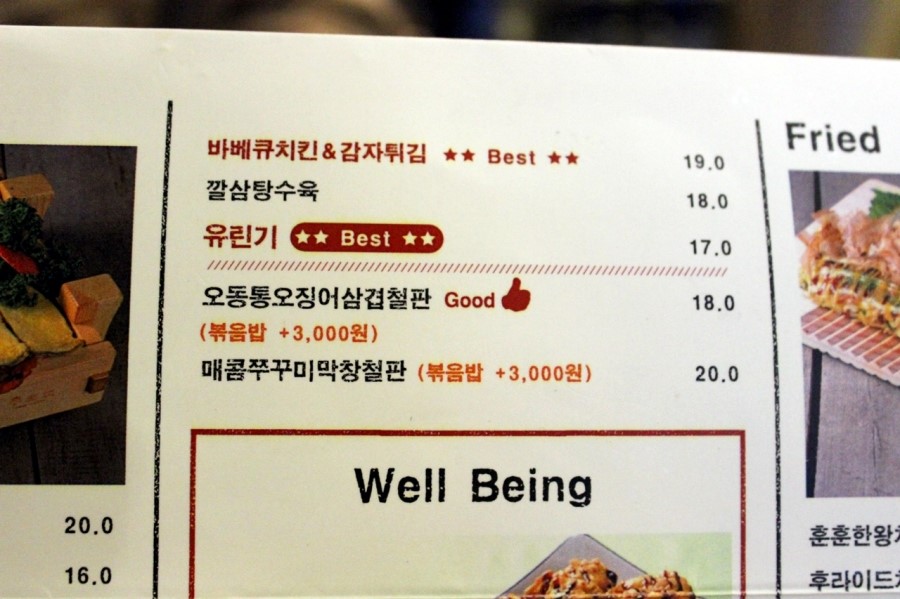 바베큐치킨&감자튀김 ★★ Best ★★ 19.0
깔삼탕수육 18.0
유린기 ★★ Best ★★ 17.0
오동통오징어삼겹철판 Good 18.0
(볶음밥 +3,000원)
매콤쭈꾸미막창철판 (볶음밥 +3,000원) 20.0
Well Being
20.0
16.0
Fried
훈훈한왕
후라이드